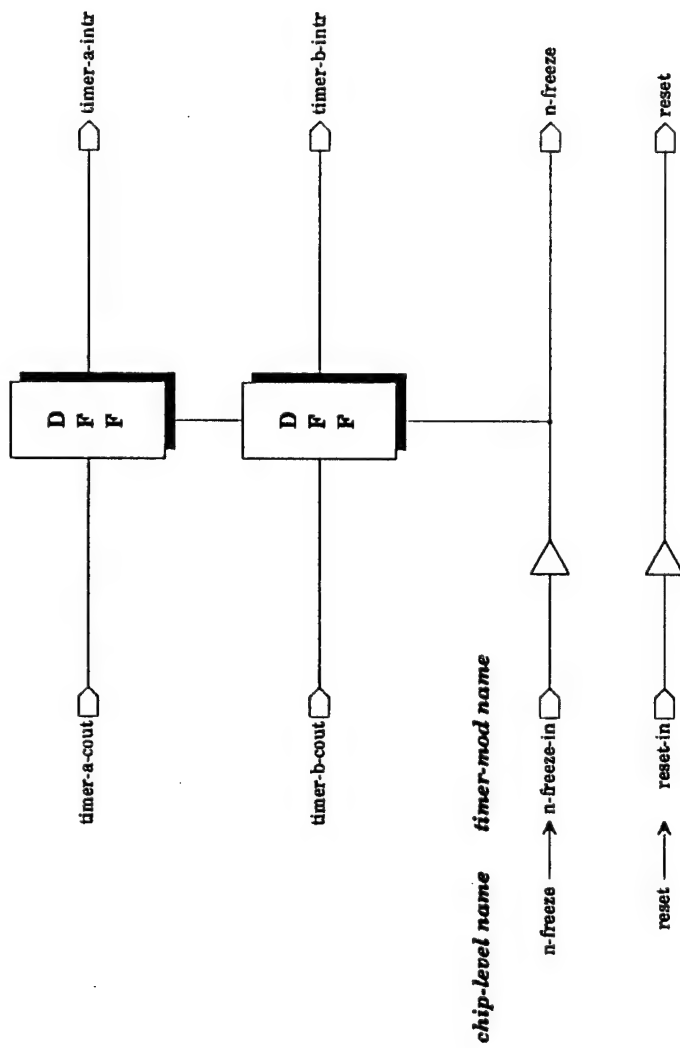 timer-a-cout
D
F
F
timer-a-intr
timer-b-cout
D
F
F
timer-b-intr
chip-level name
timer-mod name
n-freeze
n-freeze-in
n-freeze
reset
reset-in
reset